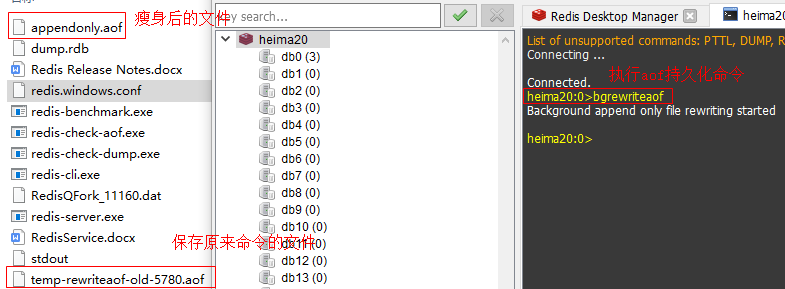 瘦身后的文件
appendonly.aof
dump.rdb
Redis Release Notes.docx
redis.windows.conf
redis-benchmark.exe
redis-check-aof.exe
redis-check-dump.exe
redis-cli.exe
RedisQFork_11160.dat
redis-server.exe
RedisService.docx
保存原来命令的文件
stdout
temp-rewriteaof-old-5780.aof
key search...
heima20
db0 (3)
db1 (0)
db2 (0)
db3 (0)
db4 (0)
db5 (0)
db6 (0)
db7 (0)
db8 (0)
db9 (0)
db10 (0)
db11 (0)
db12 (0)
db13 (0)
Redis Desktop Manager
heima20
List of unsupported commands: PTTL, DUMP,
Connecting ...
Connected.
执行aof持久化命令
heima20:0>bgrewriteaof
Background append only file rewriting started
heima20:0>